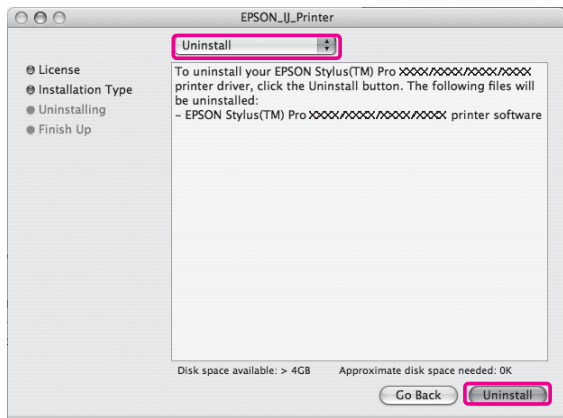 EPSON_IJ_Printer
Uninstall
License
Installation Type
Uninstalling
Finish Up
To uninstall your EPSON Stylus(TM) Pro XXXX/XXXX/XXXX/XXXX
printer driver, click the Uninstall button. The following files will
be uninstalled:
– EPSON Stylus(TM) Pro XXXX/XXXX/XXXX/XXXX printer software
Disk space available: > 4GB Approximate disk space needed: 0K
Go Back Uninstall